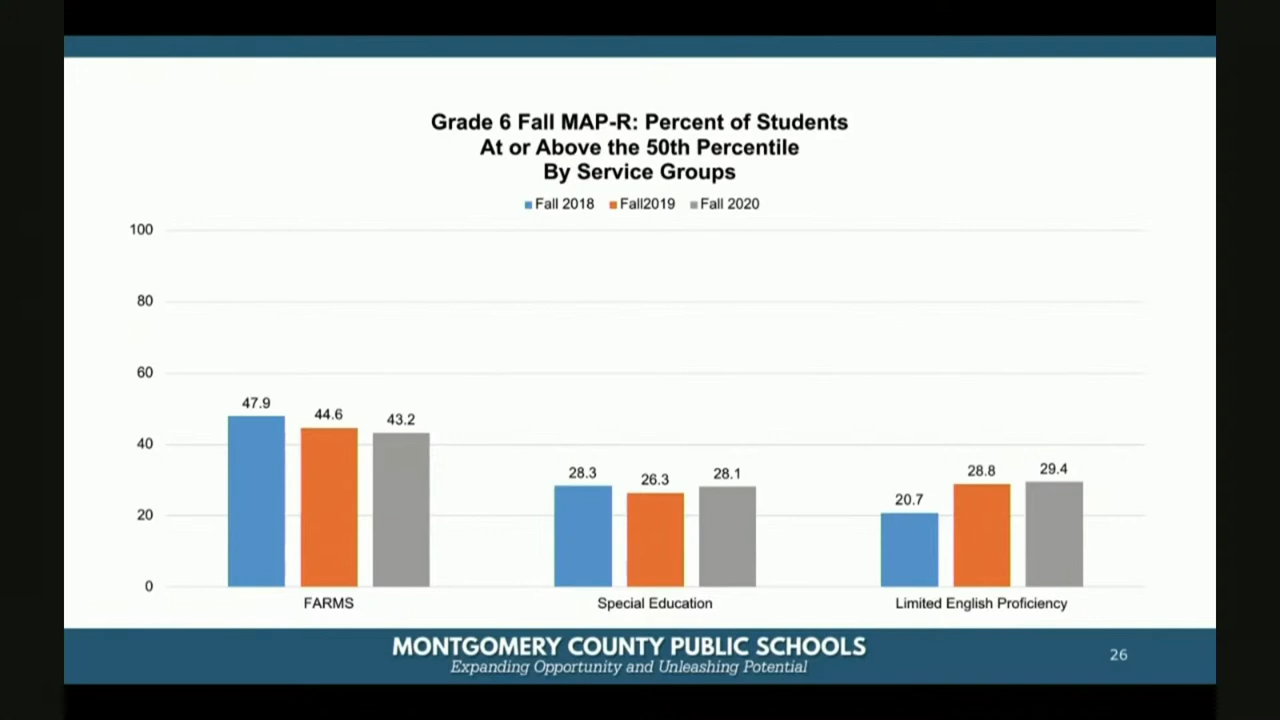 Grade 6 Fall MAP-R: Percent of Students
At or Above the 50th Percentile
By Service Groups
Fall 2018 Fall2019 Fall 2020
100
80
60
40
20
0
47.9 44.6 43.2
28.3 26.3 28.1
20.7 28.8 29.4
FARMS Special Education Limited English Proficiency
MONTGOMERY COUNTY PUBLIC SCHOOLS
Expanding Opportunity and Unleashing Potential
26